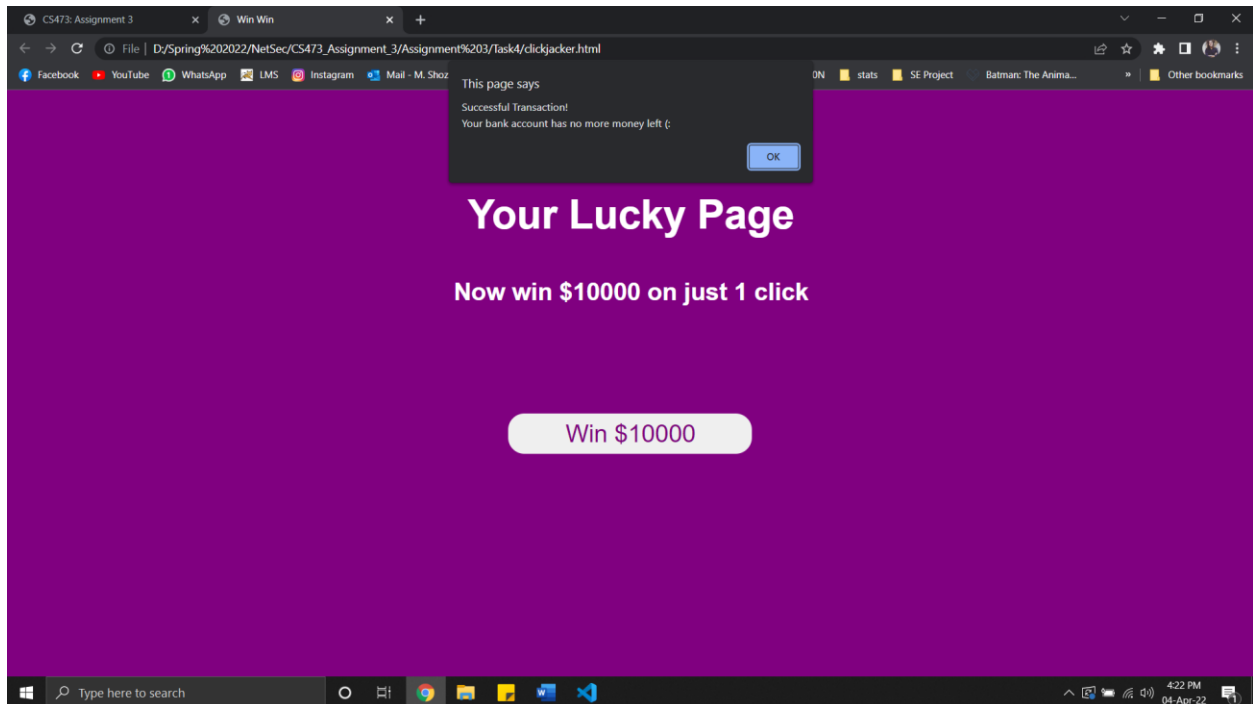 CS473: Assignment 3
Win Win
File | D:/Spring%202022/NetSec/CS473_Assignment_3/Assignment%203/Task4/clickjacker.html
Facebook YouTube WhatsApp LMS Instagram Mail - M. Shoz 0N stats SE Project Batman: The Anima... » Other bookmarks
This page says
Successful Transaction!
Your bank account has no more money left (:
OK
Your Lucky Page
Now win $10000 on just 1 click
Win $10000
Type here to search
4:22 PM
04-Apr-22
1